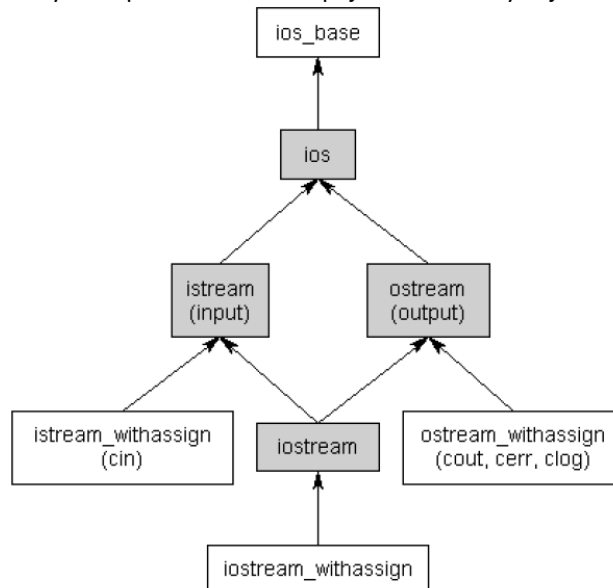 ios_base
ios
istream
(input)
ostream
(output)
istream_withassign
(cin)
iostream
ostream_withassign
(cout, cerr, clog)
iostream_withassign